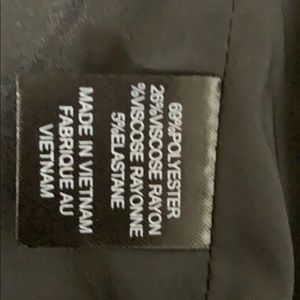 69%POLYESTER
26%VISCOSE RAYON
%VISCOSE RAYONNE
5%ELASTANE
MADE IN VIETNAM
FABRIQUE AU
VIETNAM